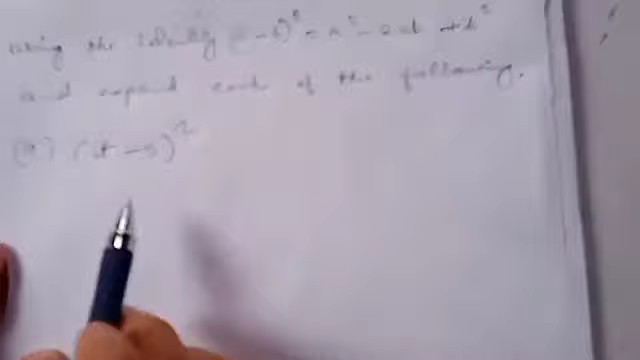 using the identity (a-b)² = a² - 2ab + b²
and expand each of the following.
(a) (t-5)²